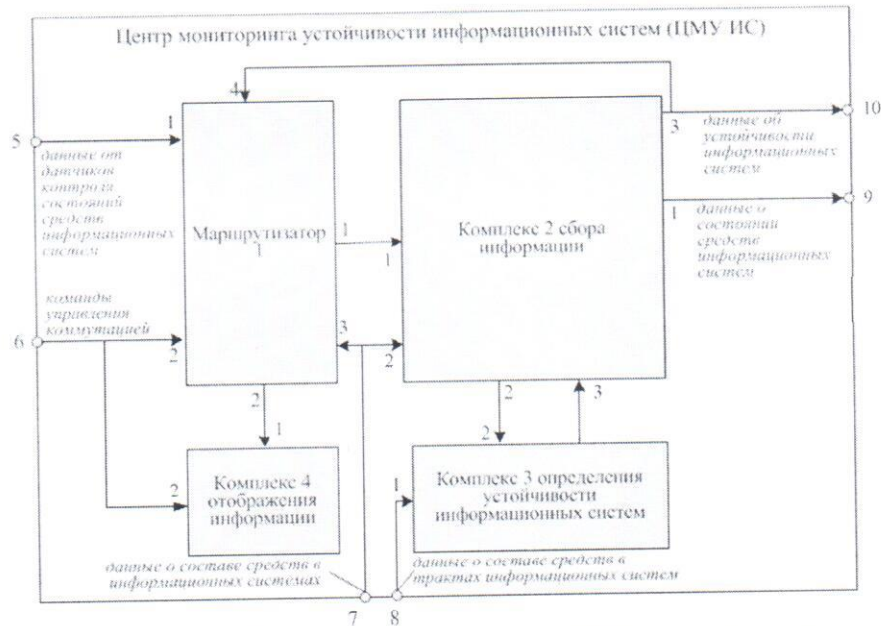 Центр мониторинга устойчивости информационных систем (ЦМУ ИС)
4
5
1
данные от
датчиков
контроля
состояний
средств
информационных
систем
Маршрутизатор
1
1
1
Комплекс 2 сбора
информации
3
данные об
устойчивости
информационных
систем
10
1
данные о
состоянии
средств
информационных
систем
9
команды
управления
коммутацией
6
2
3
2
2
1
2
2
3
2
Комплекс 4
отображения
информации
1
Комплекс 3 определения
устойчивости
информационных систем
данные о составе средств в
информационных системах
данные о составе средств в
трактах информационных систем
7
8